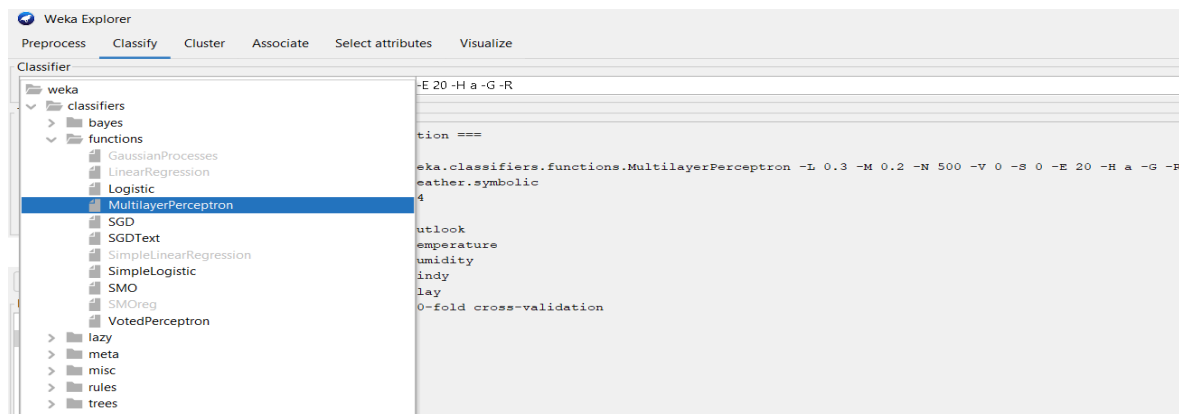 Weka Explorer
Preprocess Classify Cluster Associate Select attributes Visualize
Classifier
-E 20 -H a -G -R
weka
classifiers
bayes
functions
GaussianProcesses
LinearRegression
Logistic
MultilayerPerceptron
SGD
SGDText
SimpleLinearRegression
SimpleLogistic
SMO
SMOreg
VotedPerceptron
lazy
meta
misc
rules
trees
tion ===
eka.classifiers.functions.MultilayerPerceptron -L 0.3 -M 0.2 -N 500 -V 0 -S 0 -E 20 -H a -G -R
eather.symbolic
4
utlook
emperature
umidity
indy
lay
0-fold cross-validation